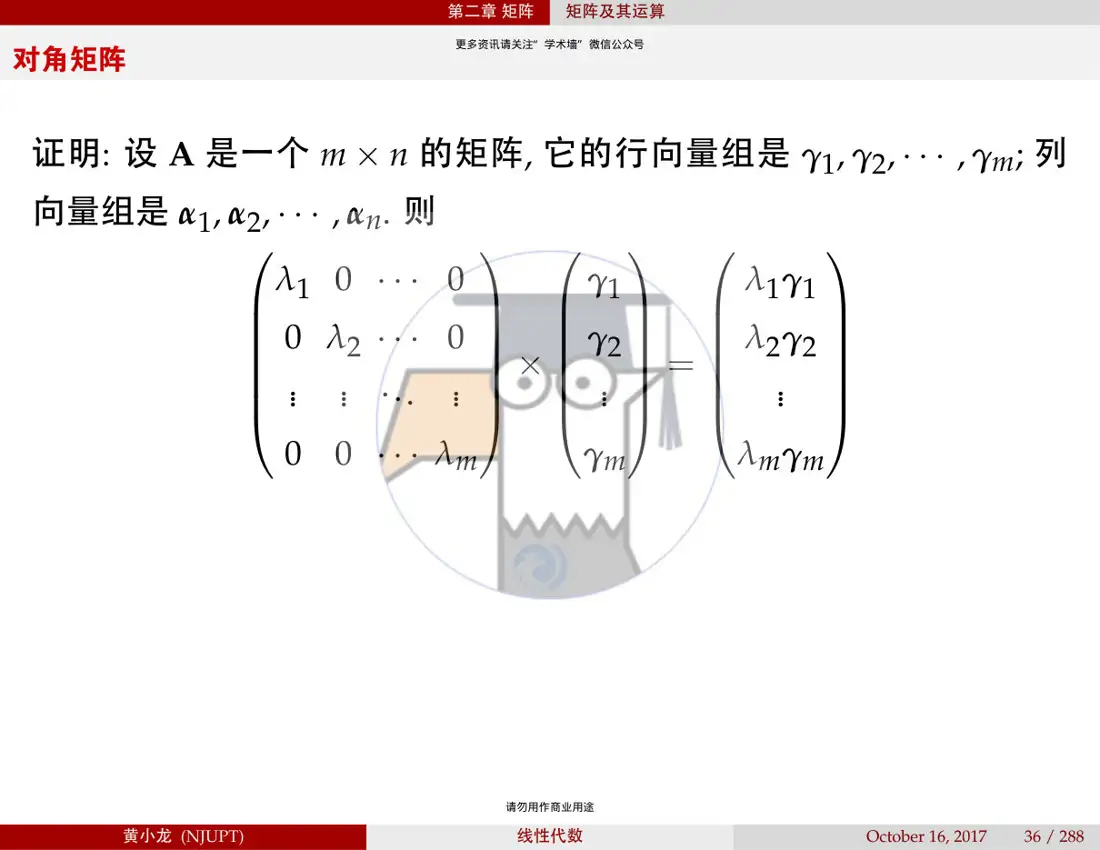 第二章 矩阵 矩阵及其运算
更多资讯请关注“学术墙”微信公众号
对角矩阵
证明: 设 A 是一个 m × n 的矩阵, 它的行向量组是 γ₁, γ₂, ⋯ , γₘ; 列
向量组是 α₁, α₂, ⋯ , αₙ. 则
λ₁ 0 ⋯ 0 γ₁ λ₁γ₁
0 λ₂ ⋯ 0 γ₂ λ₂γ₂
× =
⋮ ⋮ ⋱ ⋮ ⋮ ⋮
0 0 ⋯ λₘ γₘ λₘγₘ
请勿用作商业用途
黄小龙 (NJUPT) 线性代数 October 16, 2017 36 / 288